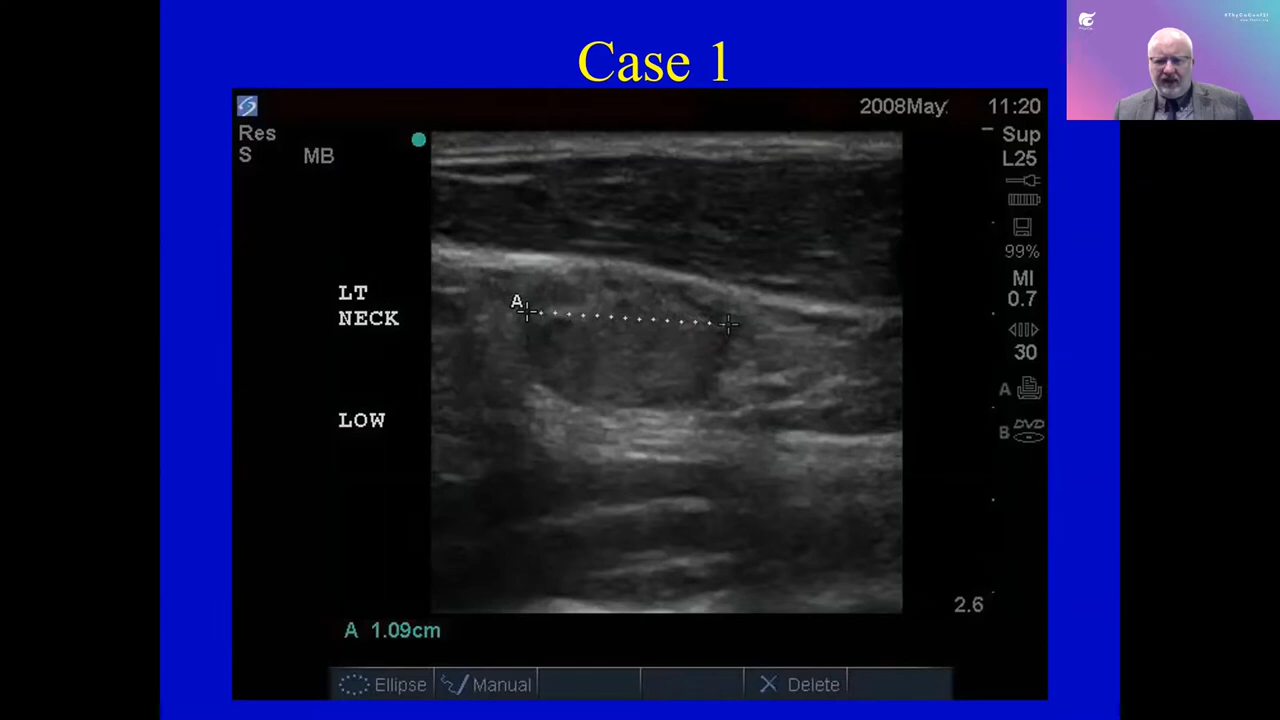 Case 1
2008May.
11:20
Res
S
MB
Sup
L25
99%
MI
0.7
LT
NECK
A
30
A
LOW
B DVD
2.6
A 1.09cm
Ellipse
Manual
Delete